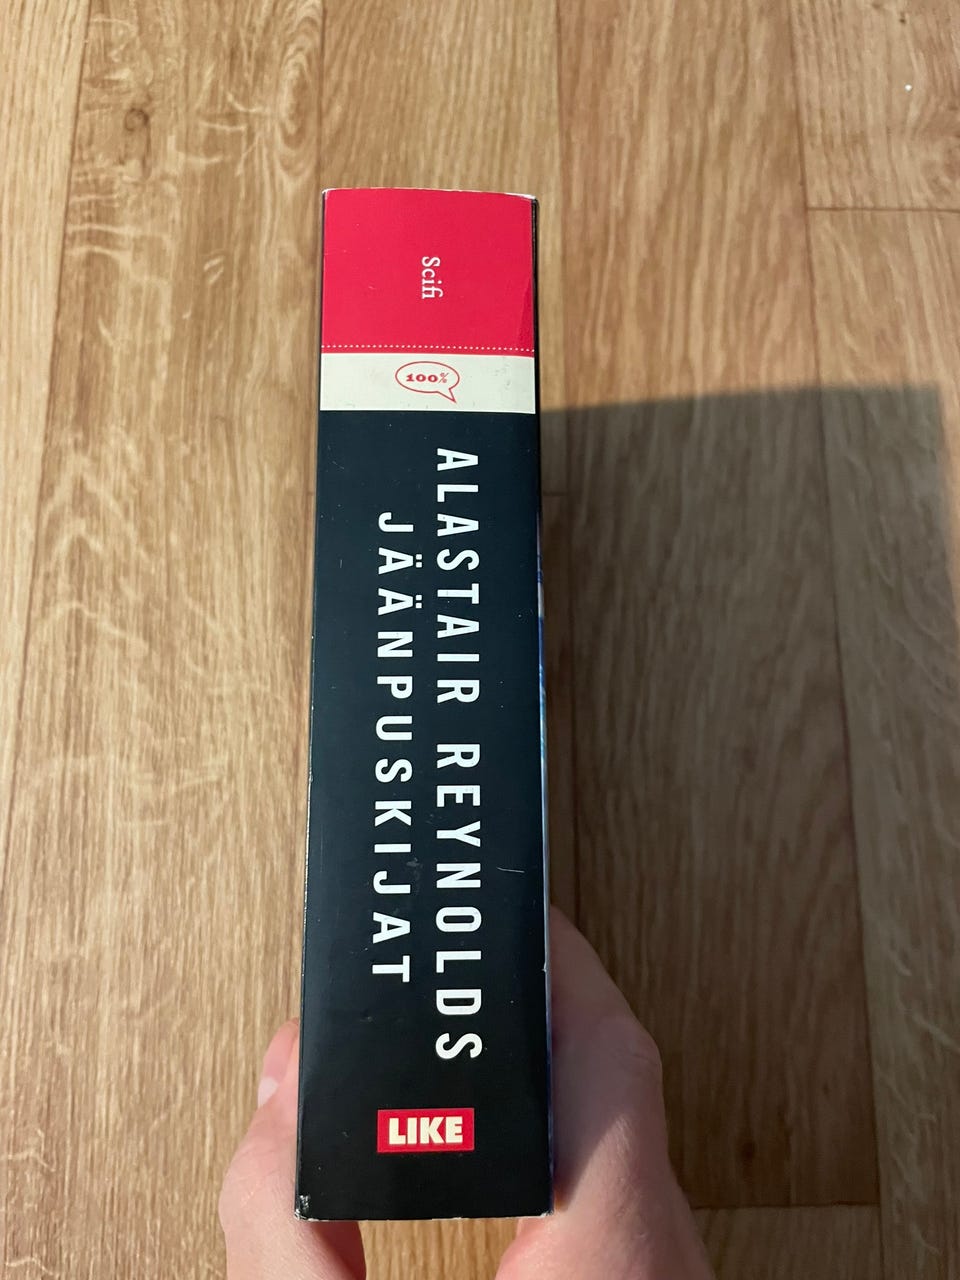 Scifi
100%
ALASTAIR REYNOLDS
JÄÄNPUSKIJAT
LIKE